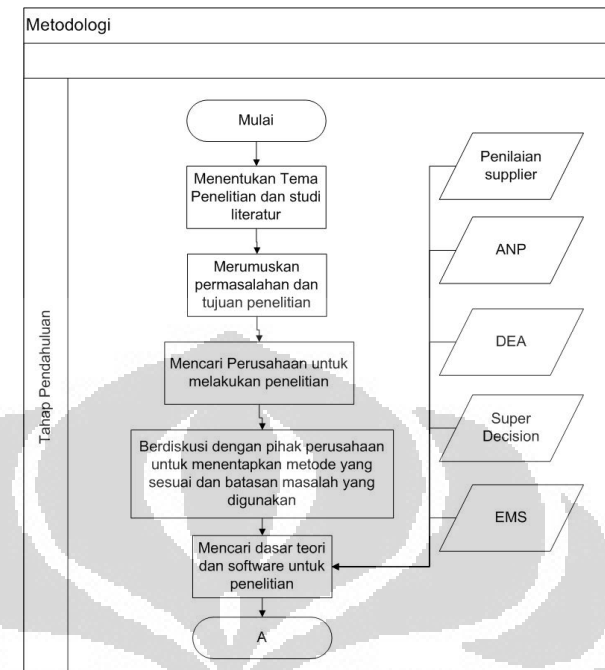 Metodologi
Tahap Pendahuluan
Mulai
Menentukan Tema
Penelitian dan studi
literatur
Merumuskan
permasalahan dan
tujuan penelitian
Mencari Perusahaan untuk
melakukan penelitian
Berdiskusi dengan pihak perusahaan
untuk menentapkan metode yang
sesuai dan batasan masalah yang
digunakan
Mencari dasar teori
dan software untuk
penelitian
A
Penilaian
supplier
ANP
DEA
Super
Decision
EMS